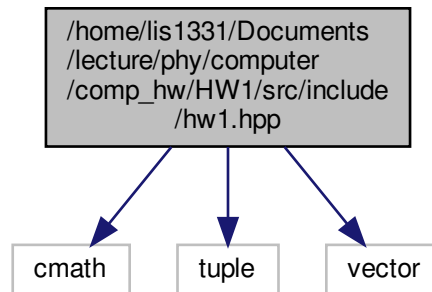 /home/lis1331/Documents
/lecture/phy/computer
/comp_hw/HW1/src/include
/hw1.hpp
cmath
tuple
vector